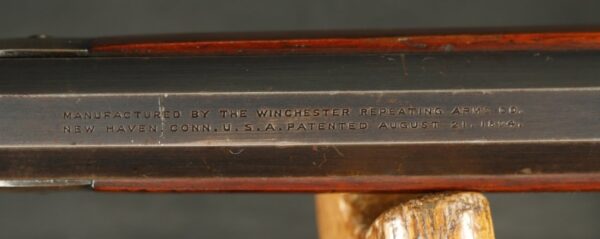 MANUFACTURED BY THE WINCHESTER REPEATING ARMS CO.
NEW HAVEN CONN. U.S.A. PATENTED AUGUST 21. 1894.